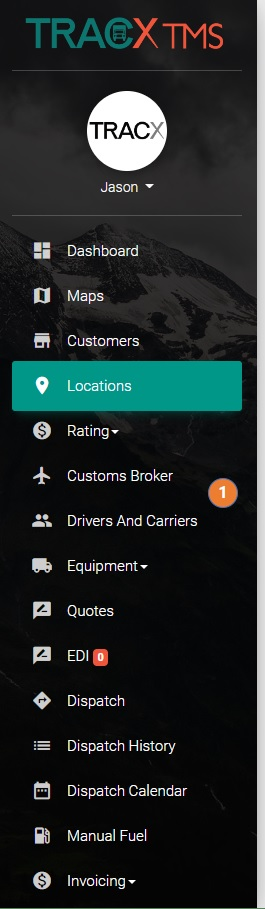 TRACX TMS
TRACX
Jason
Dashboard
Maps
Customers
Locations
Rating
Customs Broker
1
Drivers And Carriers
Equipment
Quotes
EDI 0
Dispatch
Dispatch History
Dispatch Calendar
Manual Fuel
Invoicing